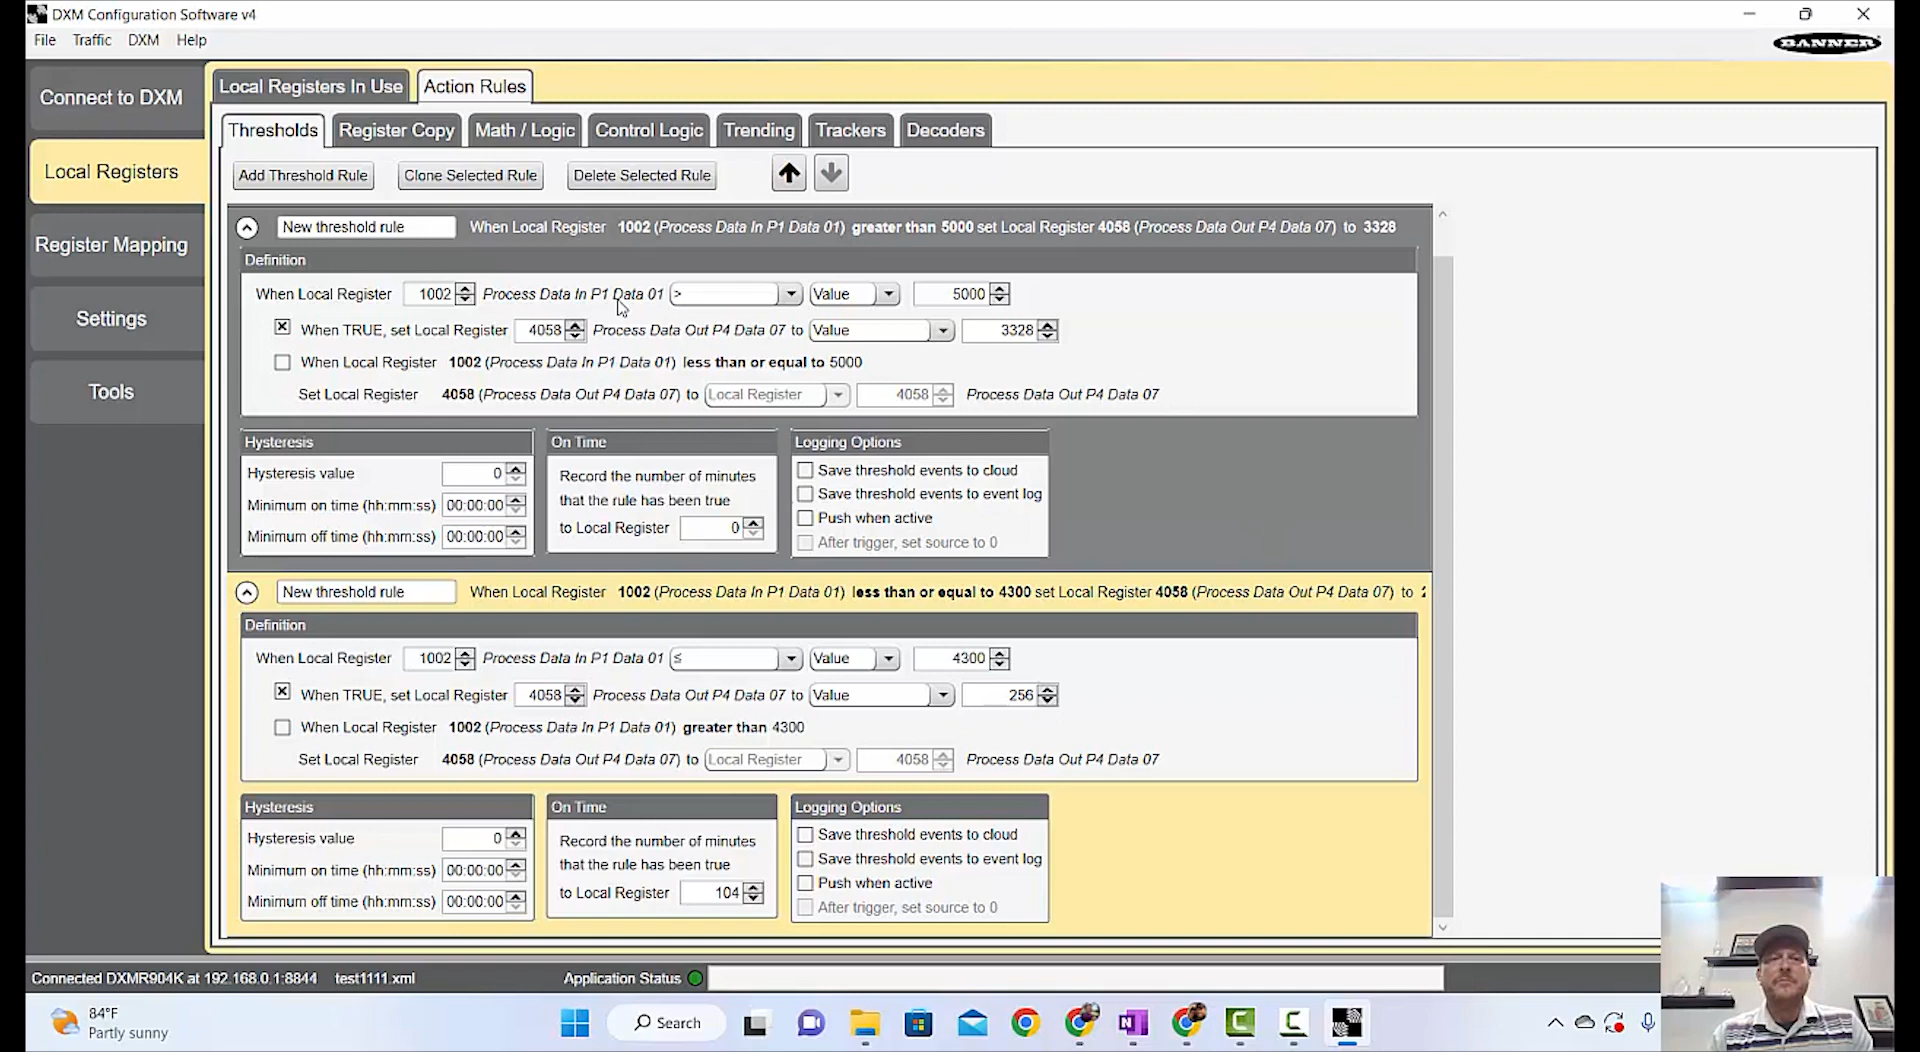 DXM Configuration Software v4
File Traffic DXM Help
BANNER
Connect to DXM
Local Registers
Register Mapping
Settings
Tools
Local Registers In Use Action Rules
Thresholds Register Copy Math / Logic Control Logic Trending Trackers Decoders
Add Threshold Rule Clone Selected Rule Delete Selected Rule
New threshold rule When Local Register 1002 (Process Data In P1 Data 01) greater than 5000 set Local Register 4058 (Process Data Out P4 Data 07) to 3328
Definition
When Local Register 1002 Process Data In P1 Data 01 > Value 5000
When TRUE, set Local Register 4058 Process Data Out P4 Data 07 to Value 3328
When Local Register 1002 (Process Data In P1 Data 01) less than or equal to 5000
Set Local Register 4058 (Process Data Out P4 Data 07) to Local Register 4058 Process Data Out P4 Data 07
Hysteresis
Hysteresis value 0
Minimum on time (hh:mm:ss) 00:00:00
Minimum off time (hh:mm:ss) 00:00:00
On Time
Record the number of minutes
that the rule has been true
to Local Register 0
Logging Options
Save threshold events to cloud
Save threshold events to event log
Push when active
After trigger, set source to 0
New threshold rule When Local Register 1002 (Process Data In P1 Data 01) less than or equal to 4300 set Local Register 4058 (Process Data Out P4 Data 07) to
Definition
When Local Register 1002 Process Data In P1 Data 01 ≤ Value 4300
When TRUE, set Local Register 4058 Process Data Out P4 Data 07 to Value 256
When Local Register 1002 (Process Data In P1 Data 01) greater than 4300
Set Local Register 4058 (Process Data Out P4 Data 07) to Local Register 4058 Process Data Out P4 Data 07
Hysteresis
Hysteresis value 0
Minimum on time (hh:mm:ss) 00:00:00
Minimum off time (hh:mm:ss) 00:00:00
On Time
Record the number of minutes
that the rule has been true
to Local Register 104
Logging Options
Save threshold events to cloud
Save threshold events to event log
Push when active
After trigger, set source to 0
Connected DXMR904K at 192.168.0.1:8844 test1111.xml Application Status
84°F
Partly sunny
Search